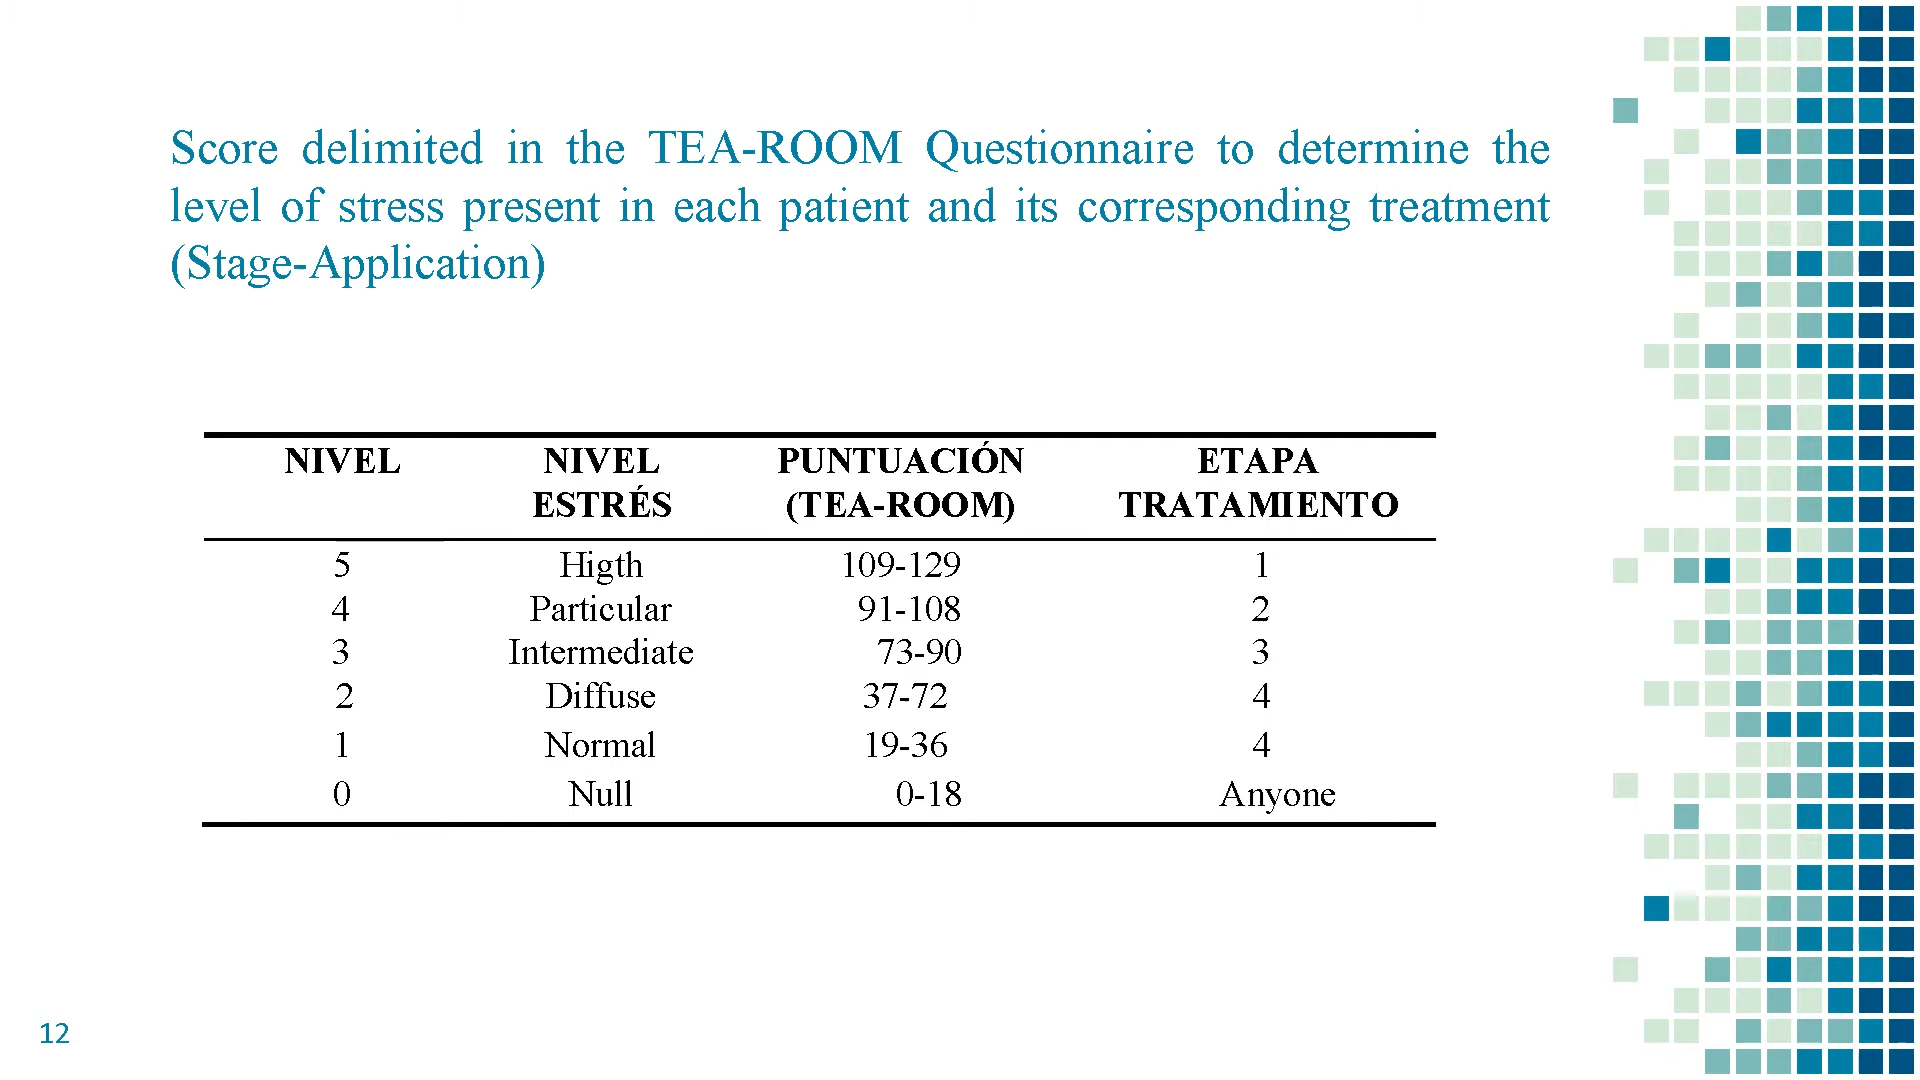 Score delimited in the TEA-ROOM Questionnaire to determine the
level of stress present in each patient and its corresponding treatment
(Stage-Application)
NIVEL NIVEL ESTRÉS PUNTUACIÓN (TEA-ROOM) ETAPA TRATAMIENTO
5 Higth 109-129 1
4 Particular 91-108 2
3 Intermediate 73-90 3
2 Diffuse 37-72 4
1 Normal 19-36 4
0 Null 0-18 Anyone
12